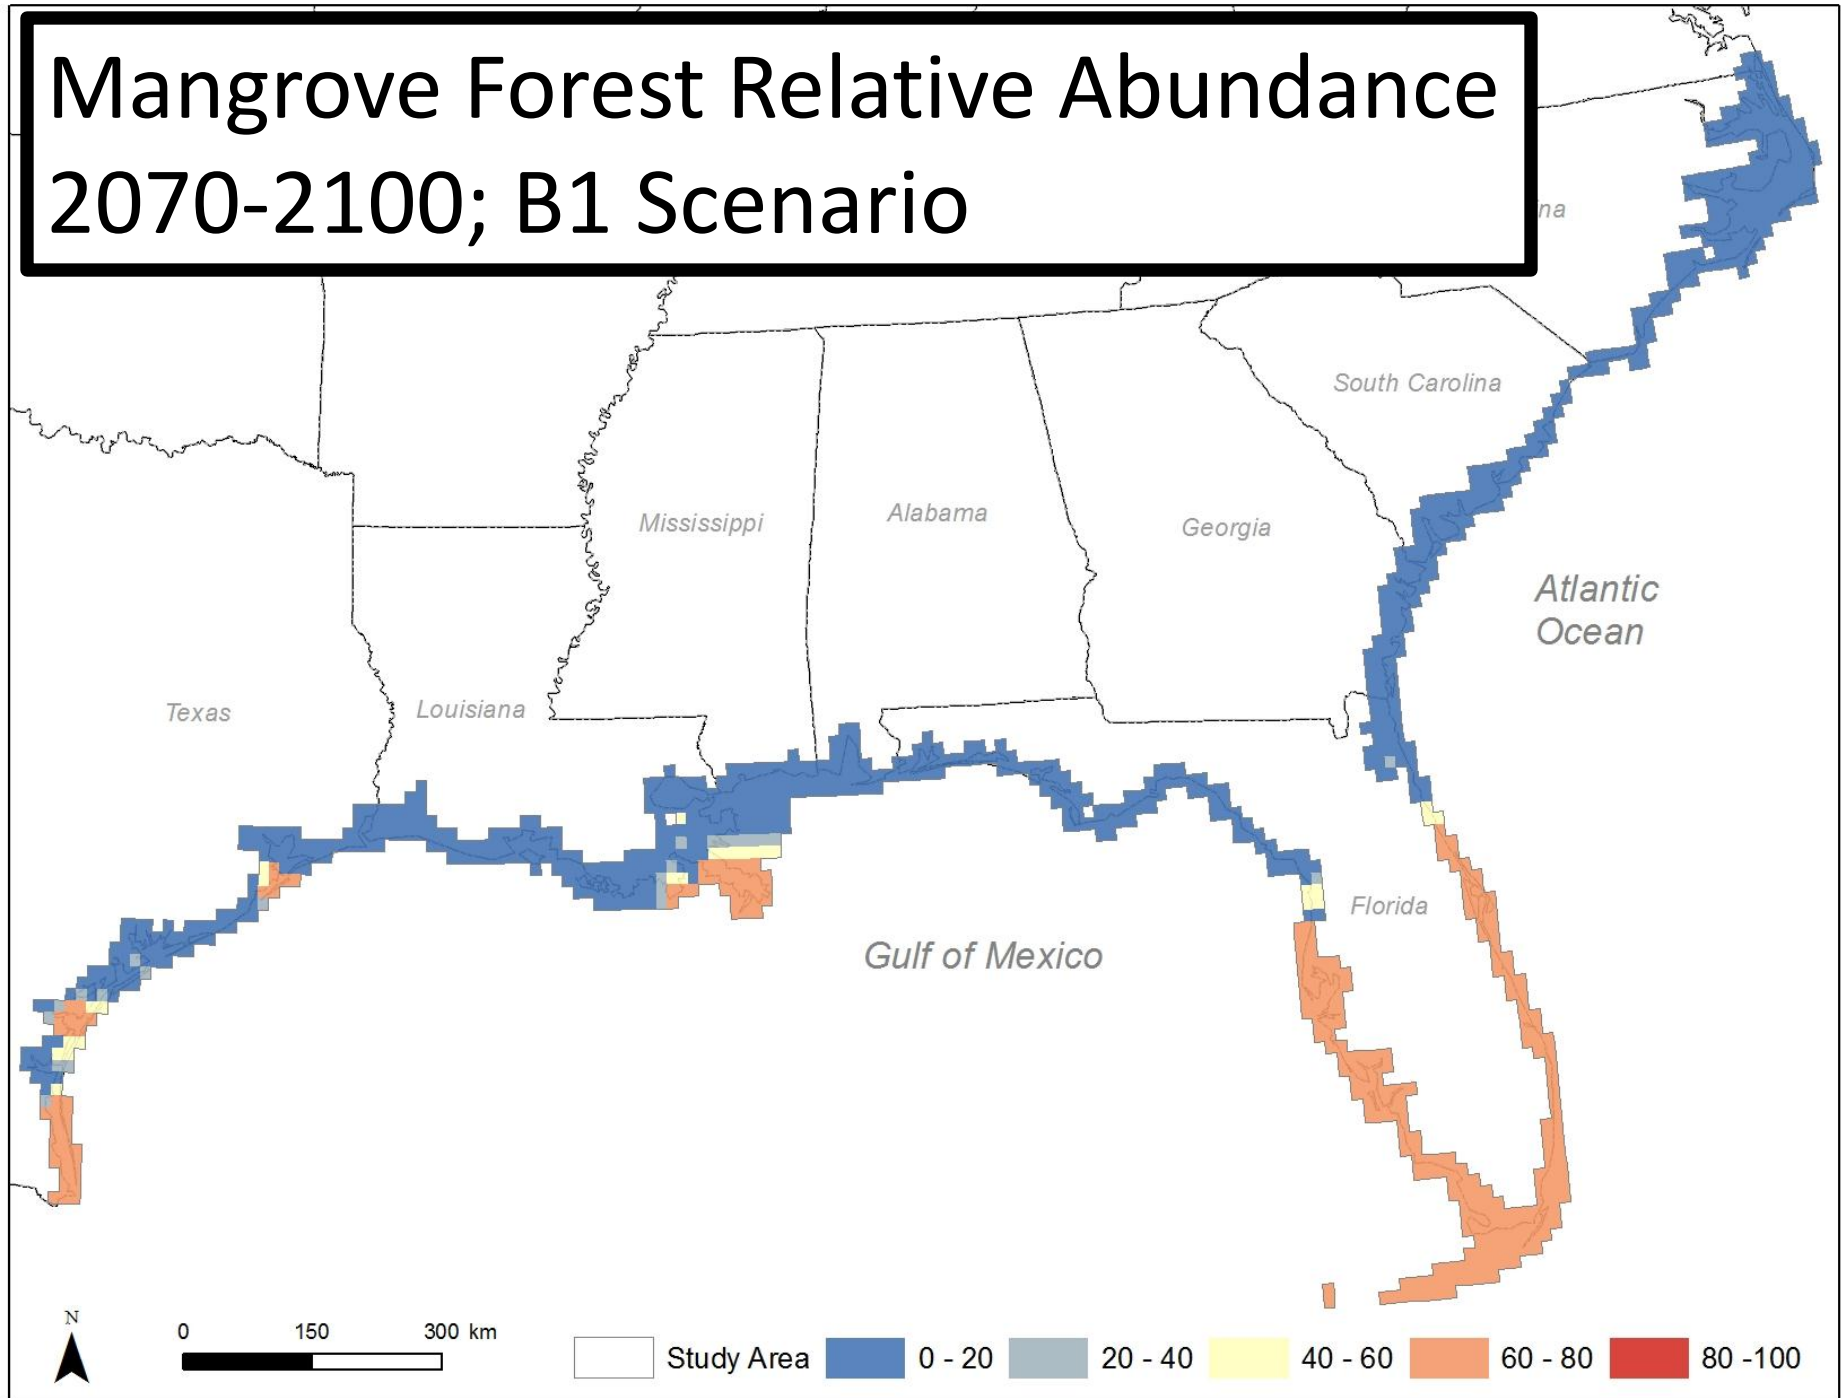 Mangrove Forest Relative Abundance
2070-2100; B1 Scenario
na
South Carolina
Mississippi
Alabama
Georgia
Atlantic
Ocean
Texas
Louisiana
Florida
Gulf of Mexico
N
0 150 300 km
Study Area 0 - 20 20 - 40 40 - 60 60 - 80 80 -100